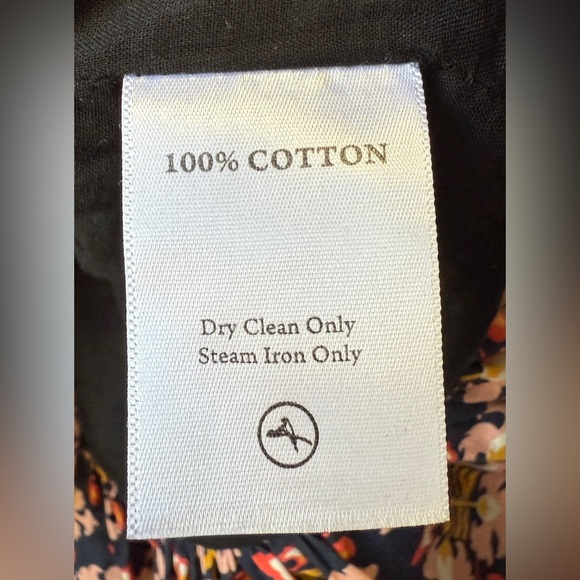 100% COTTON
Dry Clean Only
Steam Iron Only